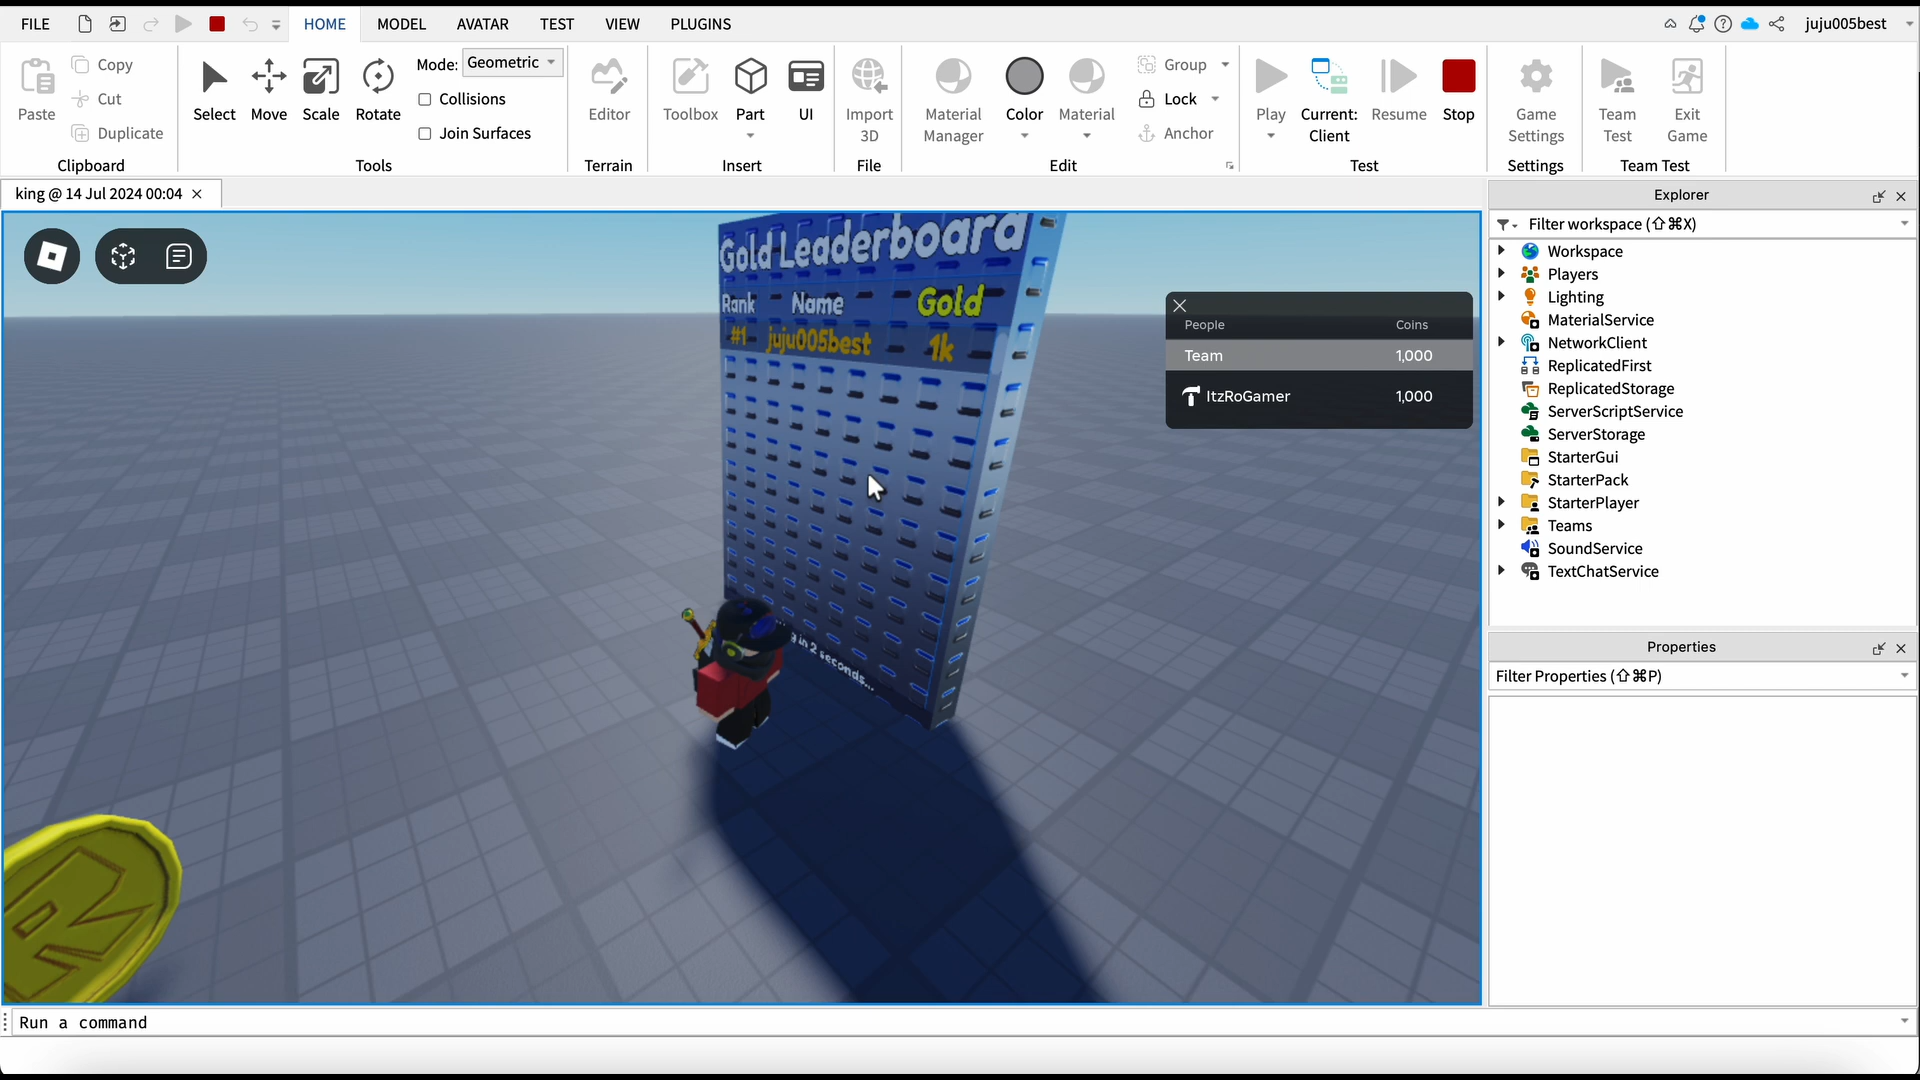 FILE HOME MODEL AVATAR TEST VIEW PLUGINS juju005best
Paste Copy Cut Duplicate
Clipboard
Select Move Scale Rotate
Mode: Geometric
Collisions
Join Surfaces
Tools
Editor
Terrain
Toolbox Part UI
Insert
Import 3D
File
Material Manager Color Material
Group
Lock
Anchor
Edit
Play Current: Client Resume Stop
Test
Game Settings
Settings
Team Test Exit Game
Team Test
king @ 14 Jul 2024 00:04
Gold Leaderboard
Rank Name Gold
#1 juju005best 1k
in 2 seconds...
People Coins
Team 1,000
ItzRoGamer 1,000
Explorer
Filter workspace (⇧⌘X)
Workspace
Players
Lighting
MaterialService
NetworkClient
ReplicatedFirst
ReplicatedStorage
ServerScriptService
ServerStorage
StarterGui
StarterPack
StarterPlayer
Teams
SoundService
TextChatService
Properties
Filter Properties (⇧⌘P)
Run a command